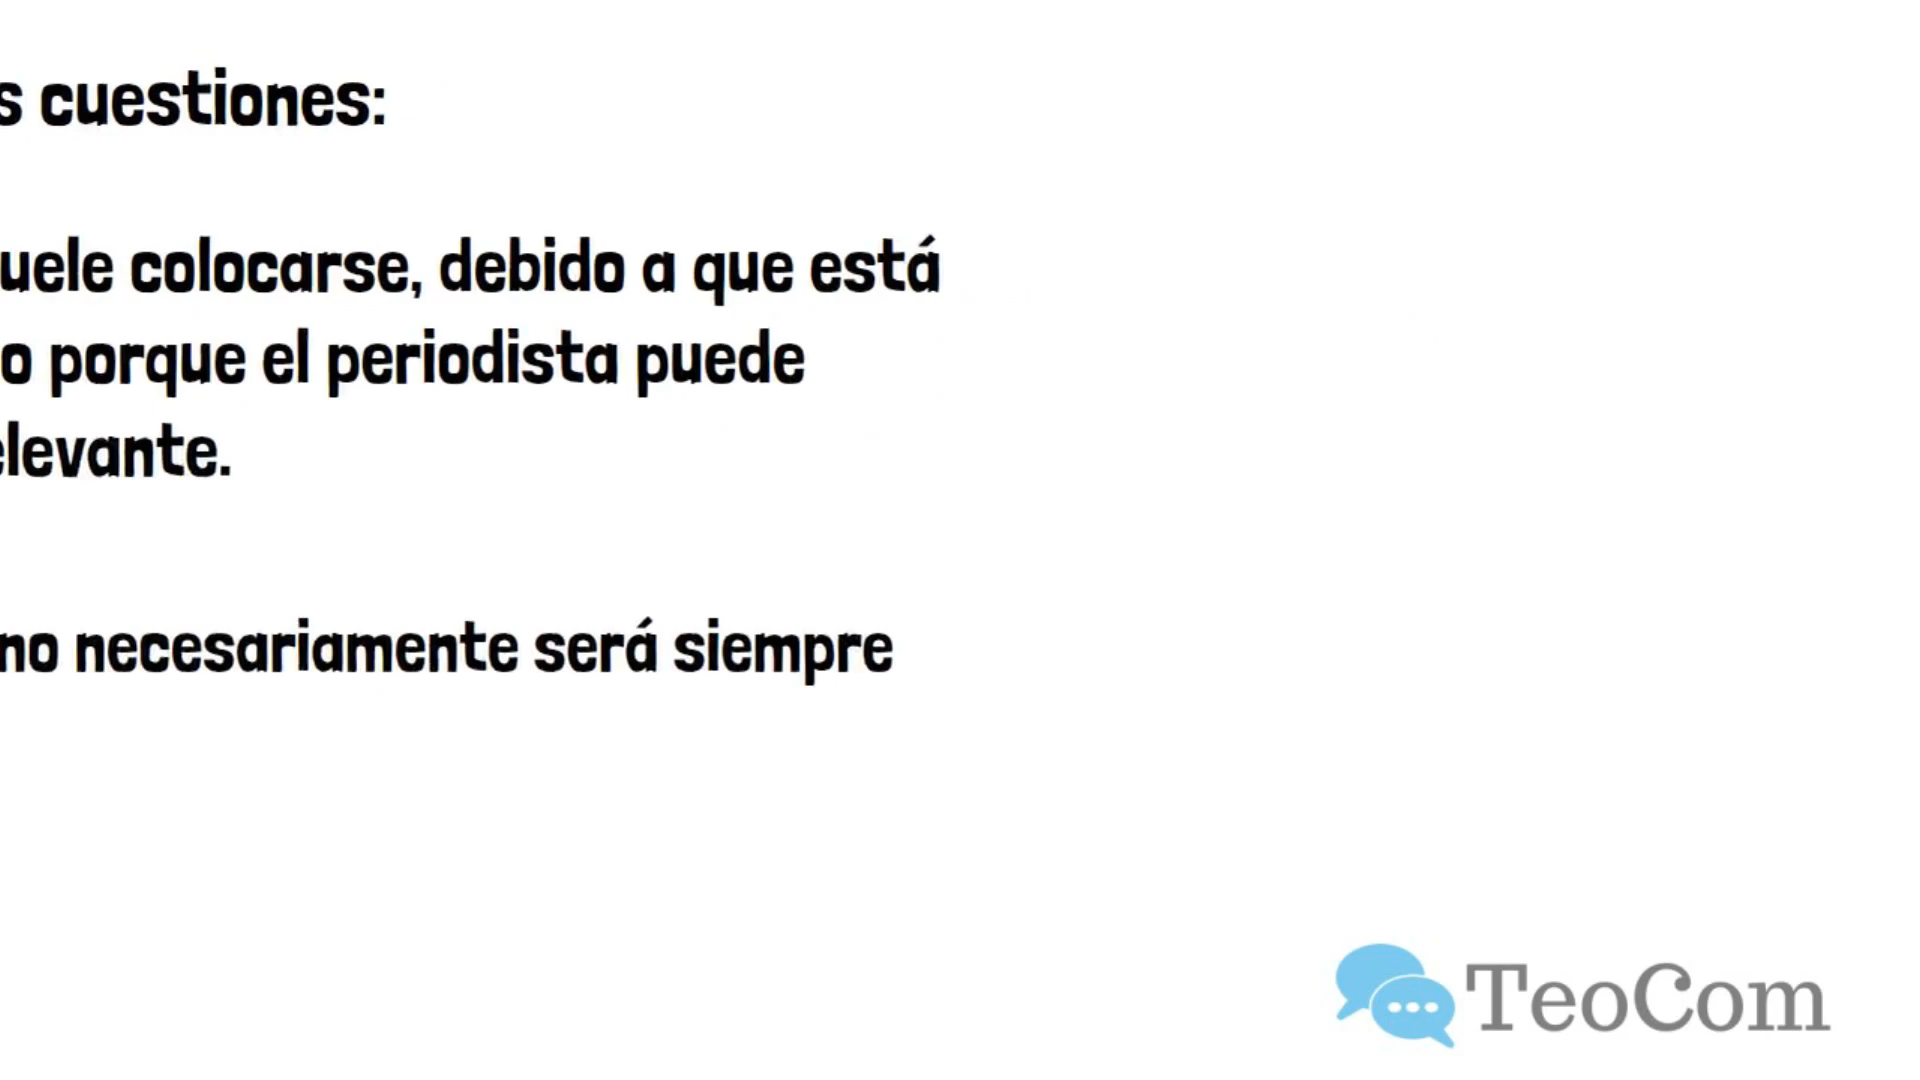 s cuestiones:
uele colocarse, debido a que está
o porque el periodista puede
elevante.
no necesariamente será siempre
TeoCom